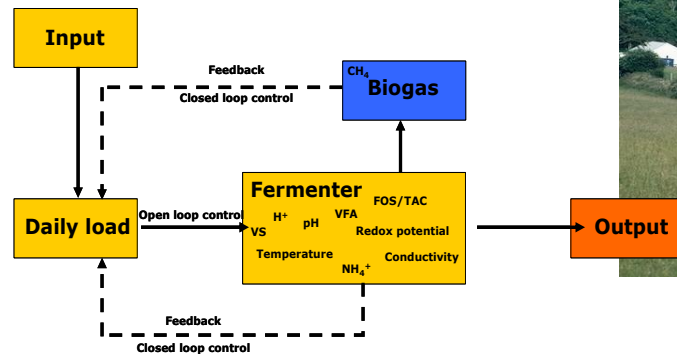 Input
Feedback
Closed loop control
CH₄
Biogas
Fermenter
FOS/TAC
VFA
H⁺
pH
VS
Redox potential
Temperature
Conductivity
NH₄⁺
Daily load
Open loop control
Output
Feedback
Closed loop control